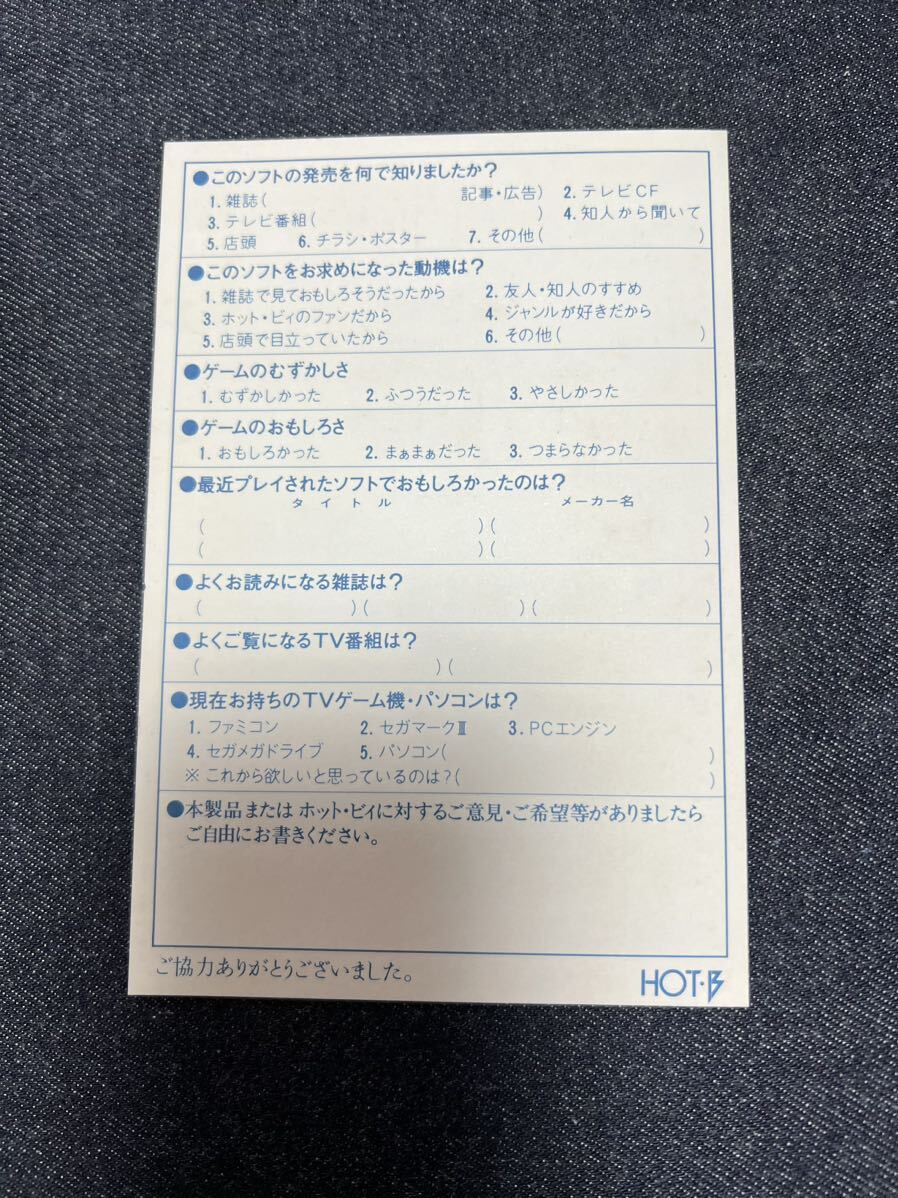 ●このソフトの発売を何で知りましたか?
1. 雑誌( 記事・広告) 2. テレビCF
3. テレビ番組( ) 4. 知人から聞いて
5. 店頭 6. チラシ・ポスター 7. その他( )
●このソフトをお求めになった動機は?
1. 雑誌で見ておもしろそうだったから 2. 友人・知人のすすめ
3. ホット・ビィのファンだから 4. ジャンルが好きだから
5. 店頭で目立っていたから 6. その他( )
●ゲームのむずかしさ
1. むずかしかった 2. ふつうだった 3. やさしかった
●ゲームのおもしろさ
1. おもしろかった 2. まぁまぁだった 3. つまらなかった
●最近プレイされたソフトでおもしろかったのは?
タイトル メーカー名
( )( )
( )( )
●よくお読みになる雑誌は?
( )( )( )
●よくご覧になるTV番組は?
( )( )
●現在お持ちのTVゲーム機・パソコンは?
1. ファミコン 2. セガマークⅢ 3. PCエンジン
4. セガメガドライブ 5. パソコン( )
※ これから欲しいと思っているのは?( )
●本製品または ホット・ビィに対するご意見・ご希望等がありましたら
ご自由にお書きください。
ご協力ありがとうございました。
HOT・B